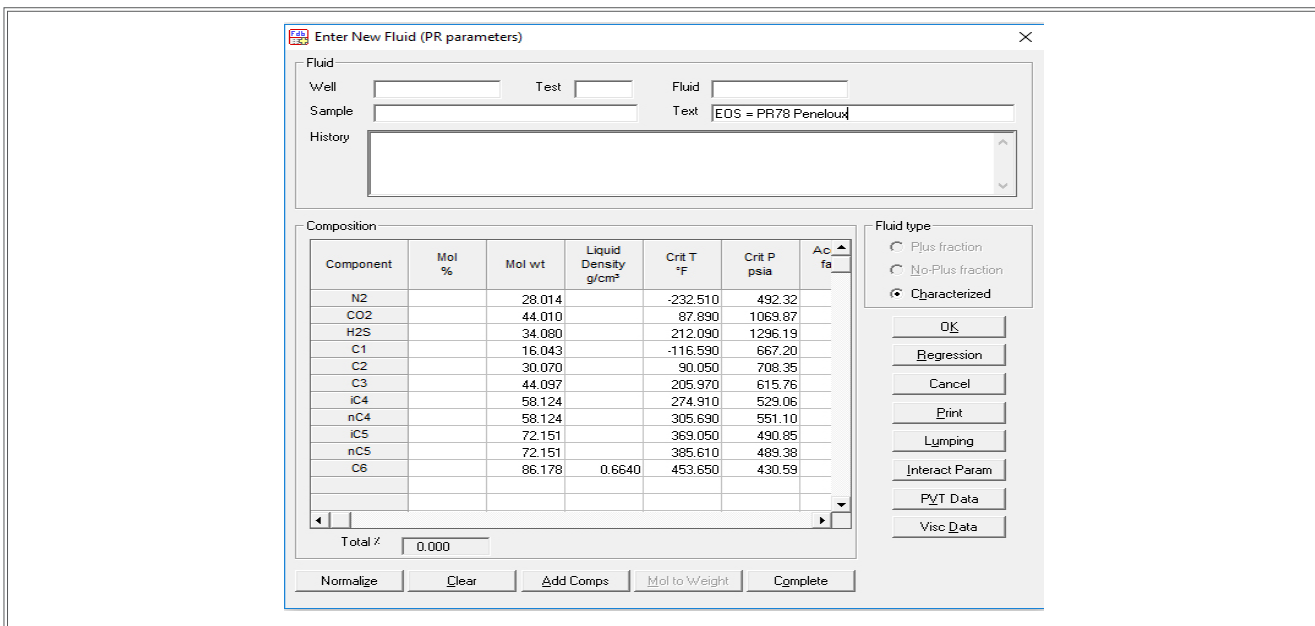 Enter New Fluid (PR parameters)
Fluid
Well Test Fluid
Sample Text EOS = PR78 Peneloux
History
Composition
Component Mol % Mol wt Liquid Density g/cm³ Crit T °F Crit P psia
N2 28.014 -232.510 492.32
CO2 44.010 87.890 1069.87
H2S 34.080 212.090 1296.19
C1 16.043 -116.590 667.20
C2 30.070 90.050 708.35
C3 44.097 205.970 615.76
iC4 58.124 274.910 529.06
nC4 58.124 305.690 551.10
iC5 72.151 369.050 490.85
nC5 72.151 385.610 489.38
C6 86.178 0.6640 453.650 430.59
Total % 0.000
Normalize Clear Add Comps Mol to Weight Complete
Fluid type
Plus fraction
No-Plus fraction
Characterized
OK
Regression
Cancel
Print
Lumping
Interact Param
PVT Data
Visc Data